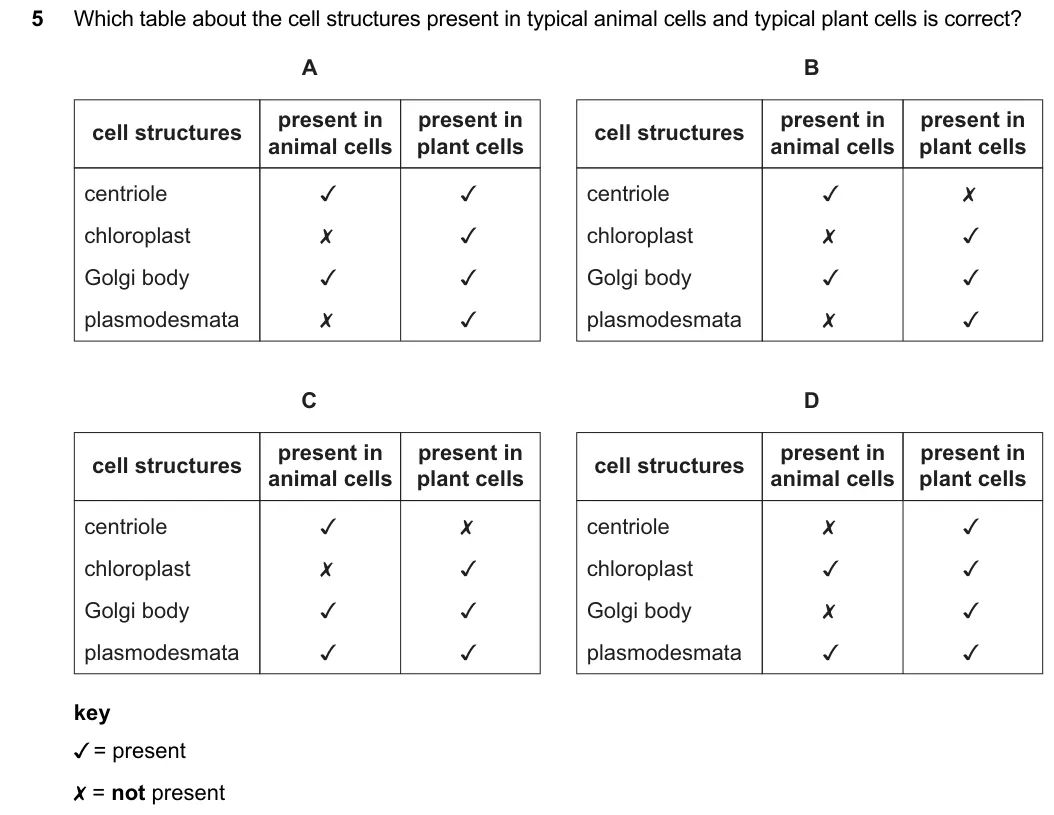 5 Which table about the cell structures present in typical animal cells and typical plant cells is correct?
A
cell structures present in animal cells present in plant cells
centriole ✓ ✓
chloroplast ✗ ✓
Golgi body ✓ ✓
plasmodesmata ✗ ✓
B
cell structures present in animal cells present in plant cells
centriole ✓ ✗
chloroplast ✗ ✓
Golgi body ✓ ✓
plasmodesmata ✗ ✓
C
cell structures present in animal cells present in plant cells
centriole ✓ ✗
chloroplast ✗ ✓
Golgi body ✓ ✓
plasmodesmata ✓ ✓
D
cell structures present in animal cells present in plant cells
centriole ✗ ✓
chloroplast ✓ ✓
Golgi body ✗ ✓
plasmodesmata ✓ ✓
key
✓ = present
✗ = not present